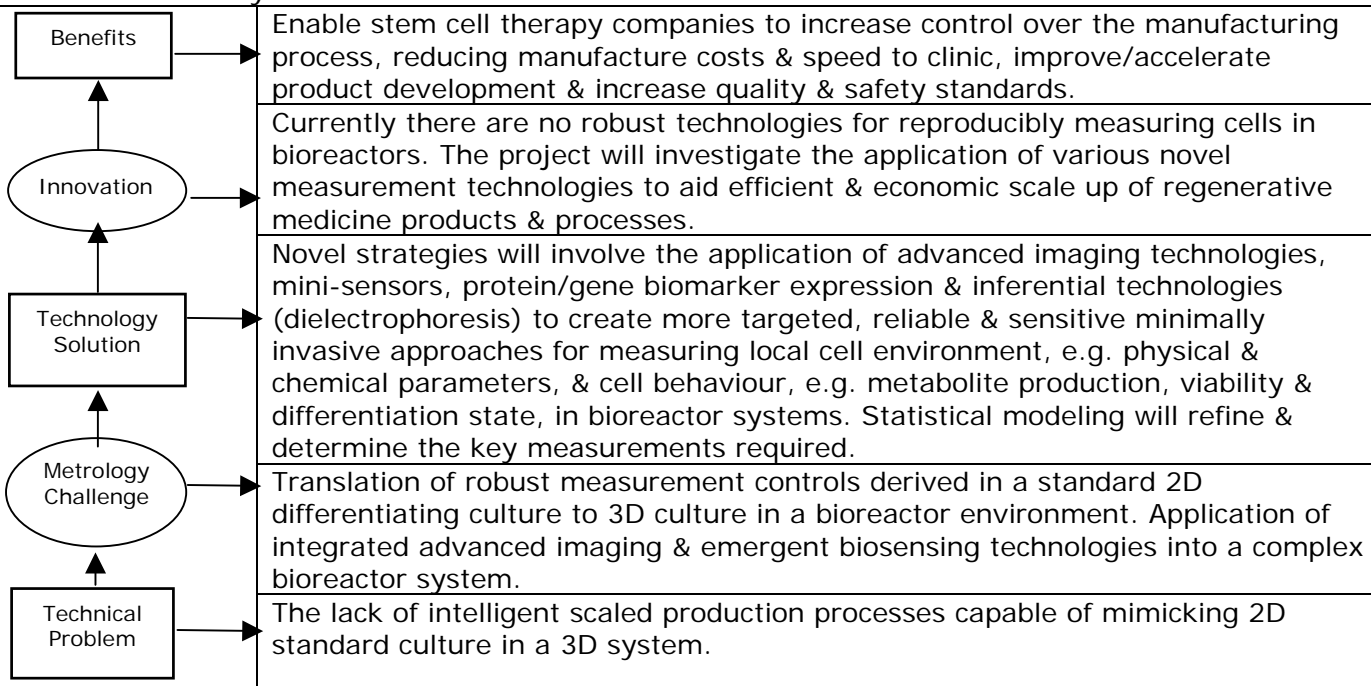 Benefits
Enable stem cell therapy companies to increase control over the manufacturing
process, reducing manufacture costs & speed to clinic, improve/accelerate
product development & increase quality & safety standards.
Innovation
Currently there are no robust technologies for reproducibly measuring cells in
bioreactors. The project will investigate the application of various novel
measurement technologies to aid efficient & economic scale up of regenerative
medicine products & processes.
Technology
Solution
Novel strategies will involve the application of advanced imaging technologies,
mini-sensors, protein/gene biomarker expression & inferential technologies
(dielectrophoresis) to create more targeted, reliable & sensitive minimally
invasive approaches for measuring local cell environment, e.g. physical &
chemical parameters, & cell behaviour, e.g. metabolite production, viability &
differentiation state, in bioreactor systems. Statistical modeling will refine &
determine the key measurements required.
Metrology
Challenge
Translation of robust measurement controls derived in a standard 2D
differentiating culture to 3D culture in a bioreactor environment. Application of
integrated advanced imaging & emergent biosensing technologies into a complex
bioreactor system.
Technical
Problem
The lack of intelligent scaled production processes capable of mimicking 2D
standard culture in a 3D system.